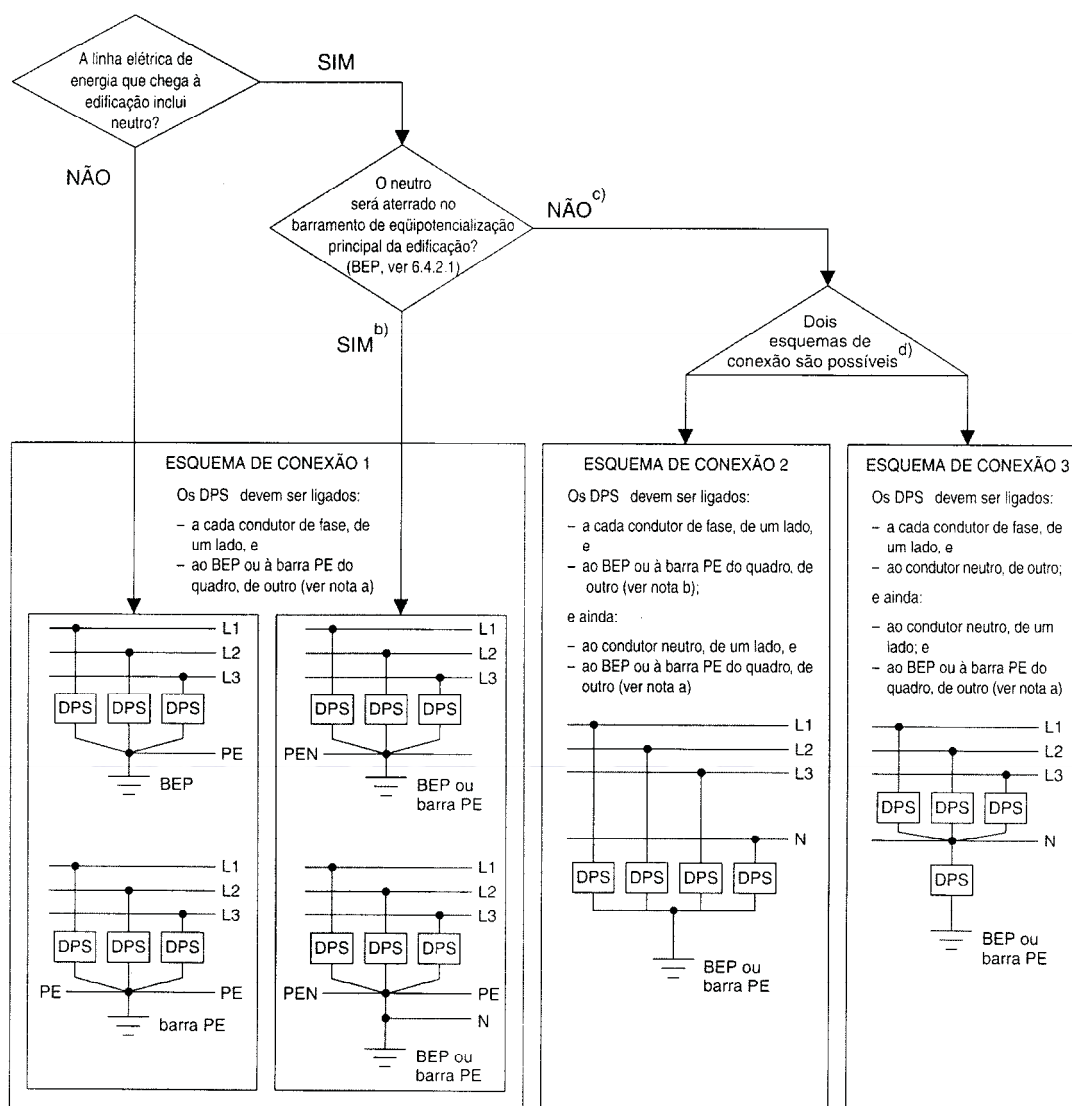 A linha elétrica de
energia que chega à
edificação inclui
neutro?
SIM
NÃO
O neutro
será aterrado no
barramento de eqüipotencialização
principal da edificação?
(BEP, ver 6.4.2.1)
NÃO c)
SIM b)
Dois
esquemas de
conexão são possíveis d)
ESQUEMA DE CONEXÃO 1
Os DPS devem ser ligados:
– a cada condutor de fase, de
um lado, e
– ao BEP ou à barra PE do
quadro, de outro (ver nota a)
L1
L2
L3
DPS DPS DPS
PE
BEP
L1
L2
L3
DPS DPS DPS
PE PE
barra PE
L1
L2
L3
DPS DPS DPS
PEN
BEP ou
barra PE
L1
L2
L3
DPS DPS DPS
PEN PE
N
BEP ou
barra PE
ESQUEMA DE CONEXÃO 2
Os DPS devem ser ligados:
– a cada condutor de fase, de um lado,
e
– ao BEP ou à barra PE do quadro, de
outro (ver nota b);
e ainda:
– ao condutor neutro, de um lado, e
– ao BEP ou à barra PE do quadro, de
outro (ver nota a)
L1
L2
L3
N
DPS DPS DPS DPS
BEP ou
barra PE
ESQUEMA DE CONEXÃO 3
Os DPS devem ser ligados:
– a cada condutor de fase, de
um lado, e
– ao condutor neutro, de outro;
e ainda:
– ao condutor neutro, de um
lado; e
– ao BEP ou à barra PE do
quadro, de outro (ver nota a)
L1
L2
L3
DPS DPS DPS
N
DPS
BEP ou
barra PE